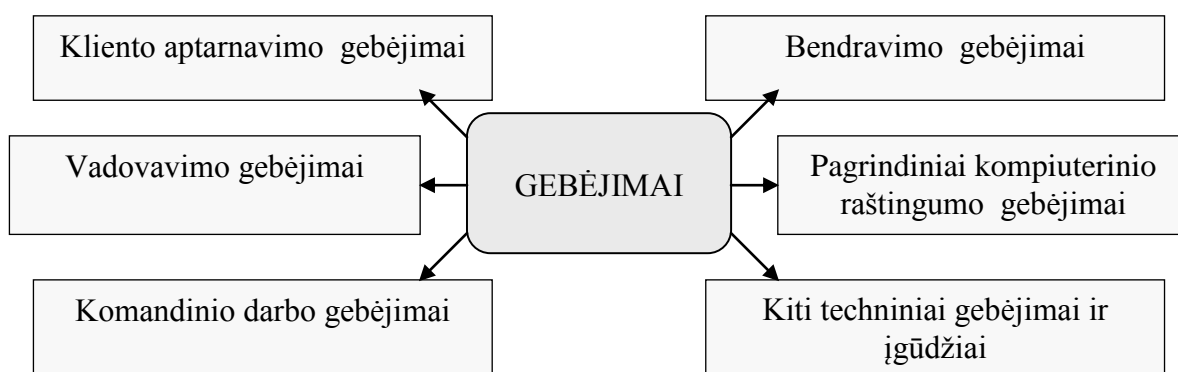 Kliento aptarnavimo gebėjimai
Bendravimo gebėjimai
Vadovavimo gebėjimai
GEBĖJIMAI
Pagrindiniai kompiuterinio
raštingumo gebėjimai
Komandinio darbo gebėjimai
Kiti techniniai gebėjimai ir
įgūdžiai